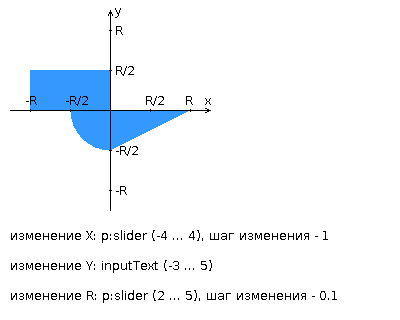 y
R
R/2
-R -R/2 R/2 R x
-R/2
-R
изменение X: p:slider (-4 ... 4), шаг изменения - 1
изменение Y: inputText (-3 ... 5)
изменение R: p:slider (2 ... 5), шаг изменения - 0.1